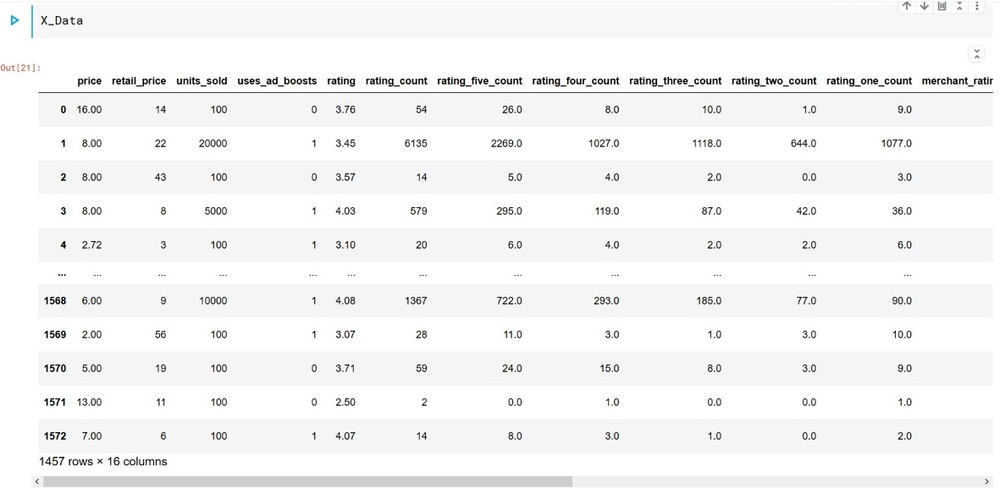 X_Data
Out[21]:
price retail_price units_sold uses_ad_boosts rating rating_count rating_five_count rating_four_count rating_three_count rating_two_count rating_one_count merchant_ratin
0 16.00 14 100 0 3.76 54 26.0 8.0 10.0 1.0 9.0
1 8.00 22 20000 1 3.45 6135 2269.0 1027.0 1118.0 644.0 1077.0
2 8.00 43 100 0 3.57 14 5.0 4.0 2.0 0.0 3.0
3 8.00 8 5000 1 4.03 579 295.0 119.0 87.0 42.0 36.0
4 2.72 3 100 1 3.10 20 6.0 4.0 2.0 2.0 6.0
... ... ... ... ... ... ... ... ... ... ... ...
1568 6.00 9 10000 1 4.08 1367 722.0 293.0 185.0 77.0 90.0
1569 2.00 56 100 1 3.07 28 11.0 3.0 1.0 3.0 10.0
1570 5.00 19 100 0 3.71 59 24.0 15.0 8.0 3.0 9.0
1571 13.00 11 100 0 2.50 2 0.0 1.0 0.0 0.0 1.0
1572 7.00 6 100 1 4.07 14 8.0 3.0 1.0 0.0 2.0
1457 rows × 16 columns